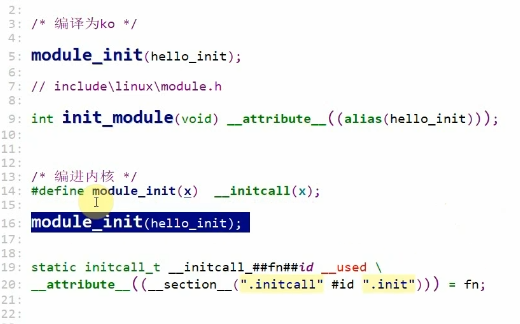 2:
3: /* 编译为ko */
4:
5: module_init(hello_init);
6:
7: // include\linux\module.h
8:
9: int init_module(void) __attribute__((alias(hello_init)));
10:
11:
12:
13: /* 编进内核 */
14: #define module_init(x) __initcall(x);
15:
16: module_init(hello_init);
17:
18:
19: static initcall_t __initcall_##fn##id __used \
20: __attribute__((__section__(".initcall" #id ".init"))) = fn;
21:
22: